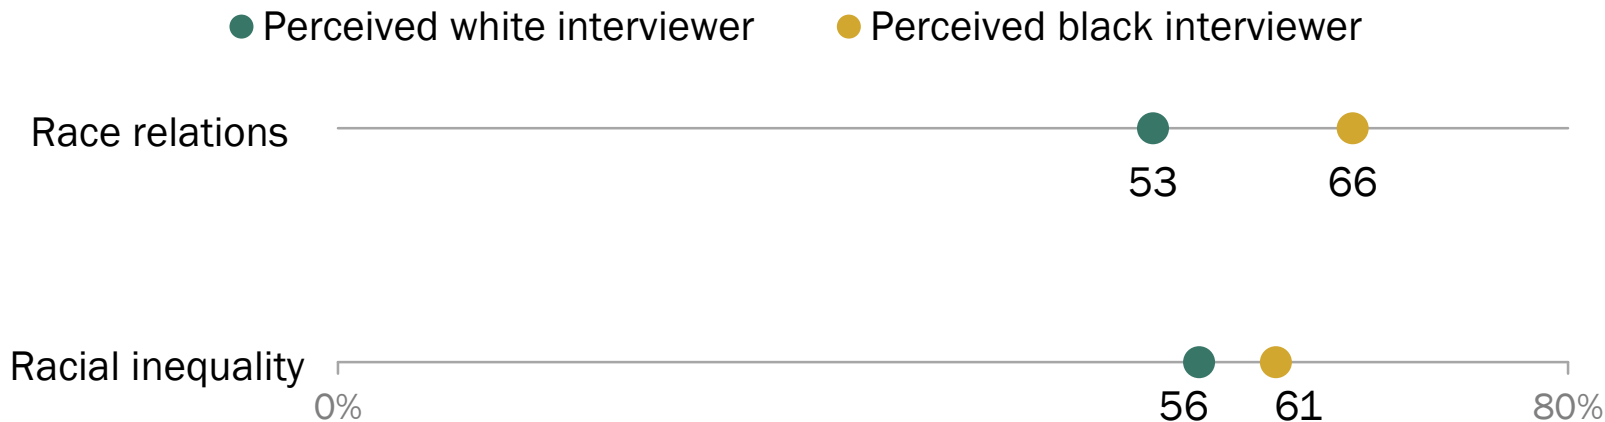 Perceived white interviewer Perceived black interviewer
Race relations
53 66
Racial inequality
0% 56 61 80%